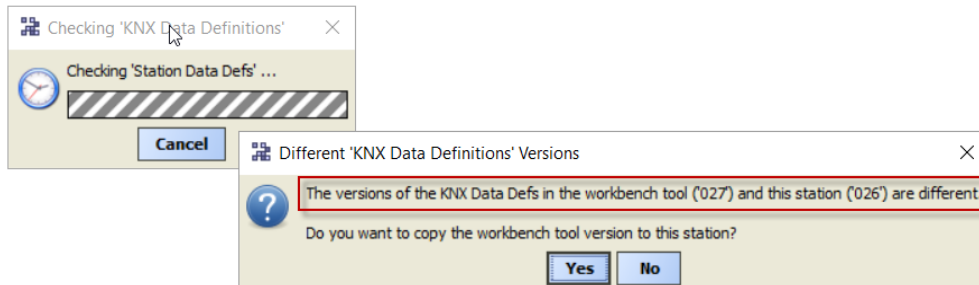 Checking 'KNX Data Definitions'
Checking 'Station Data Defs' ...
Cancel
Different 'KNX Data Definitions' Versions
The versions of the KNX Data Defs in the workbench tool ('027') and this station ('026') are different.
Do you want to copy the workbench tool version to this station?
Yes No